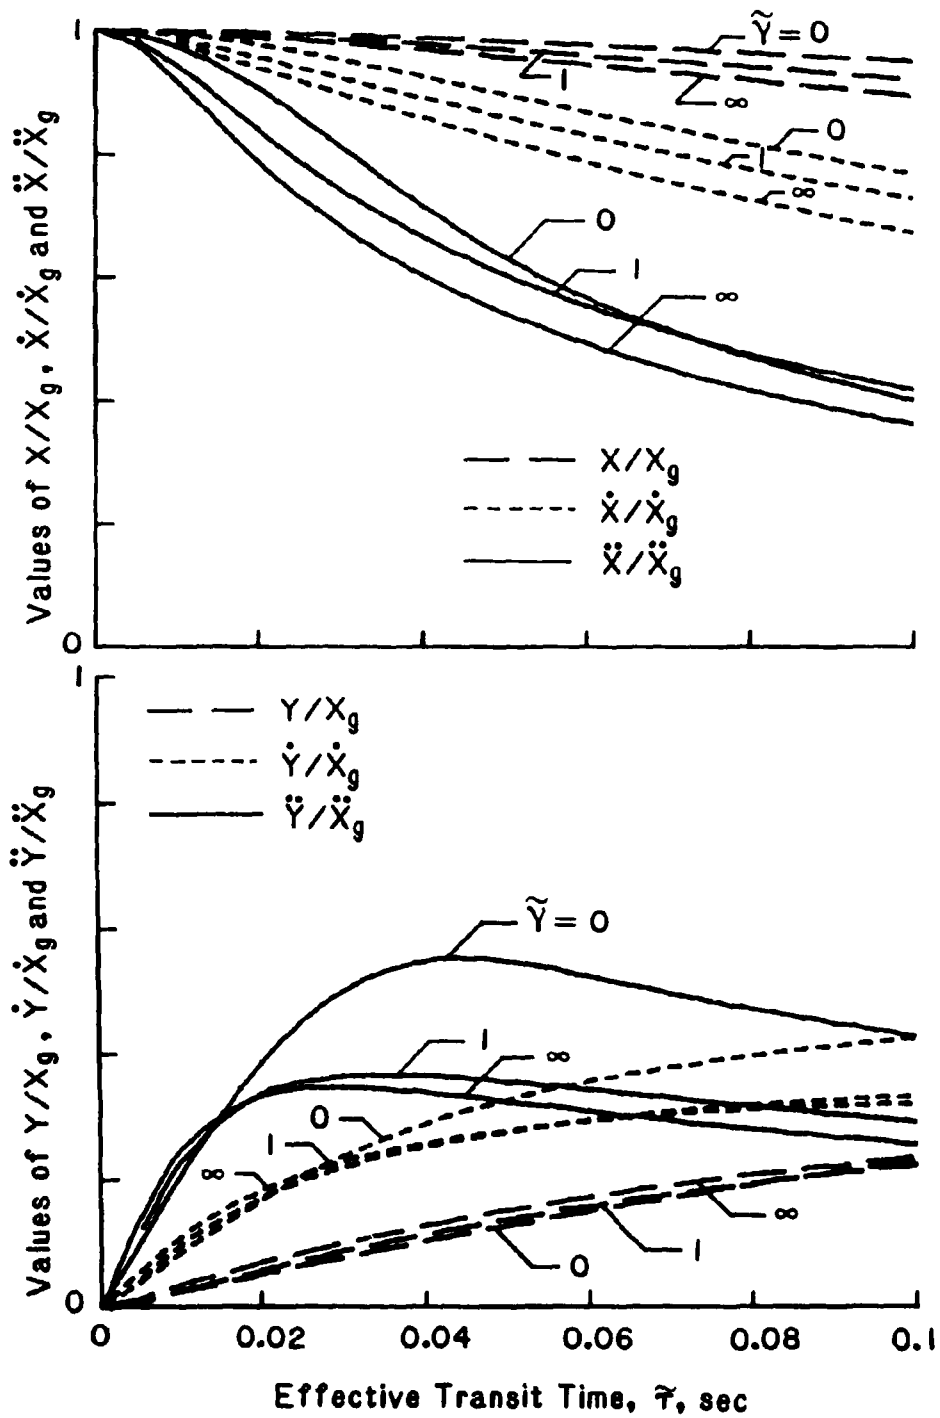 1
Ỹ = 0
1
∞
0
1
∞
0
1
∞
Values of X/Xg, Ẋ/Ẋg and Ẍ/Ẍg
X/Xg
Ẋ/Ẋg
Ẍ/Ẍg
0
1
Y/Xg
Ẏ/Ẋg
Ÿ/Ẍg
Ỹ = 0
1
∞
0
1
∞
∞
1
0
Values of Y/Xg, Ẏ/Ẋg and Ÿ/Ẍg
0
0 0.02 0.04 0.06 0.08 0.1
Effective Transit Time, τ̃, sec